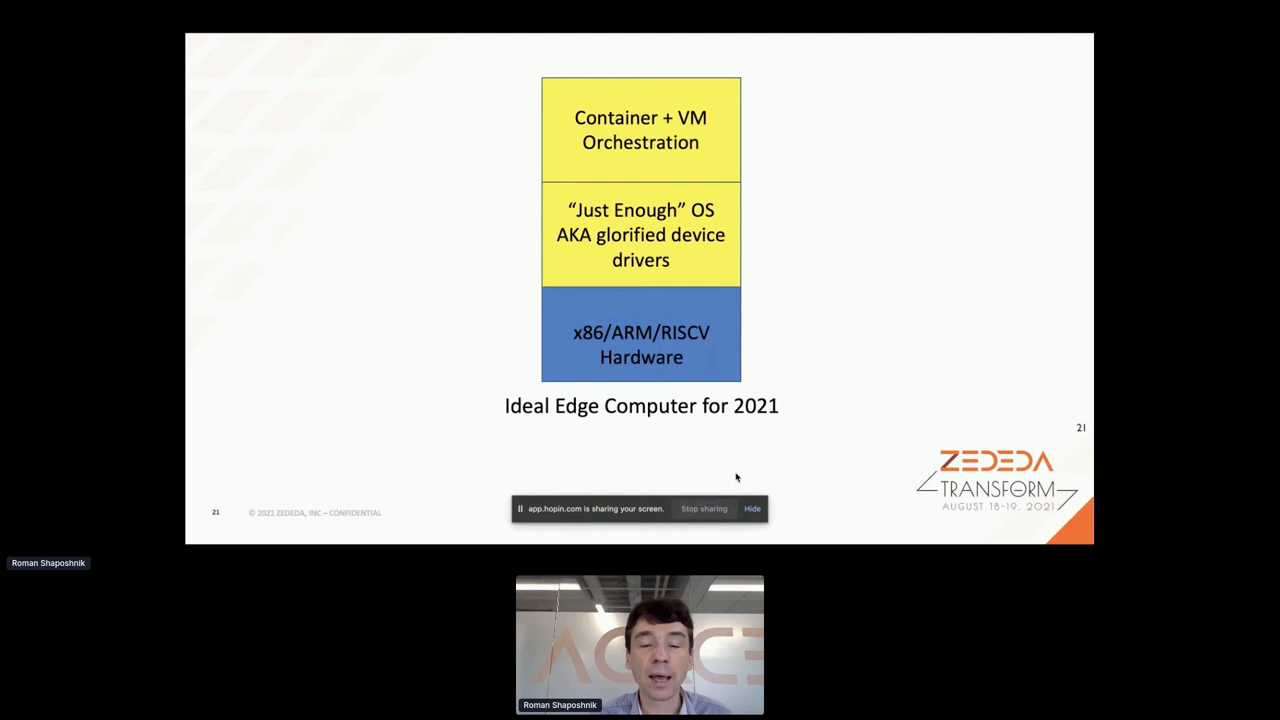 Container + VM
Orchestration
“Just Enough” OS
AKA glorified device
drivers
x86/ARM/RISCV
Hardware
Ideal Edge Computer for 2021
21
ZEDEDA
TRANSFORM
AUGUST 18-19, 2021
21 © 2021 ZEDEDA, INC – CONFIDENTIAL
app.hopin.com is sharing your screen. Stop sharing Hide
Roman Shaposhnik
Roman Shaposhnik